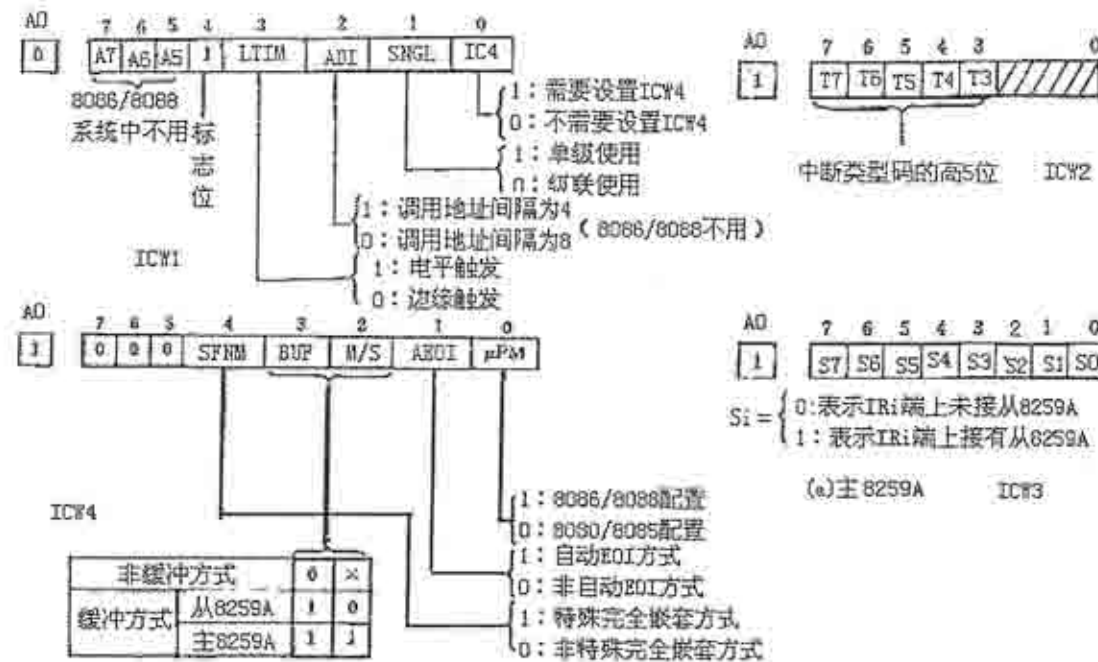 A0
7 6 5 4 3 2 1 0
0
A7 A6 A5 1 LTIM ADI SNGL IC4
8086/8088
系统中不用
标志位
1：需要设置ICW4
0：不需要设置ICW4
1：单级使用
0：级联使用
1：调用地址间隔为4
0：调用地址间隔为8
(8086/8088不用)
1：电平触发
0：边缘触发
ICW1
A0
7 6 5 4 3 0
1
T7 T6 T5 T4 T3
中断类型码的高5位
ICW2
A0
7 6 5 4 3 2 1 0
1
0 0 0 SFNM BUF M/S AEOI μPM
1：8086/8088配置
0：8080/8085配置
1：自动EOI方式
0：非自动EOI方式
1：特殊完全嵌套方式
0：非特殊完全嵌套方式
ICW4
非缓冲方式 0 ×
缓冲方式
从8259A 1 0
主8259A 1 1
A0
7 6 5 4 3 2 1 0
1
S7 S6 S5 S4 S3 S2 S1 S0
Si =
0:表示IRi端上未接从8259A
1：表示IRi端上接有从8259A
(a)主8259A
ICW3